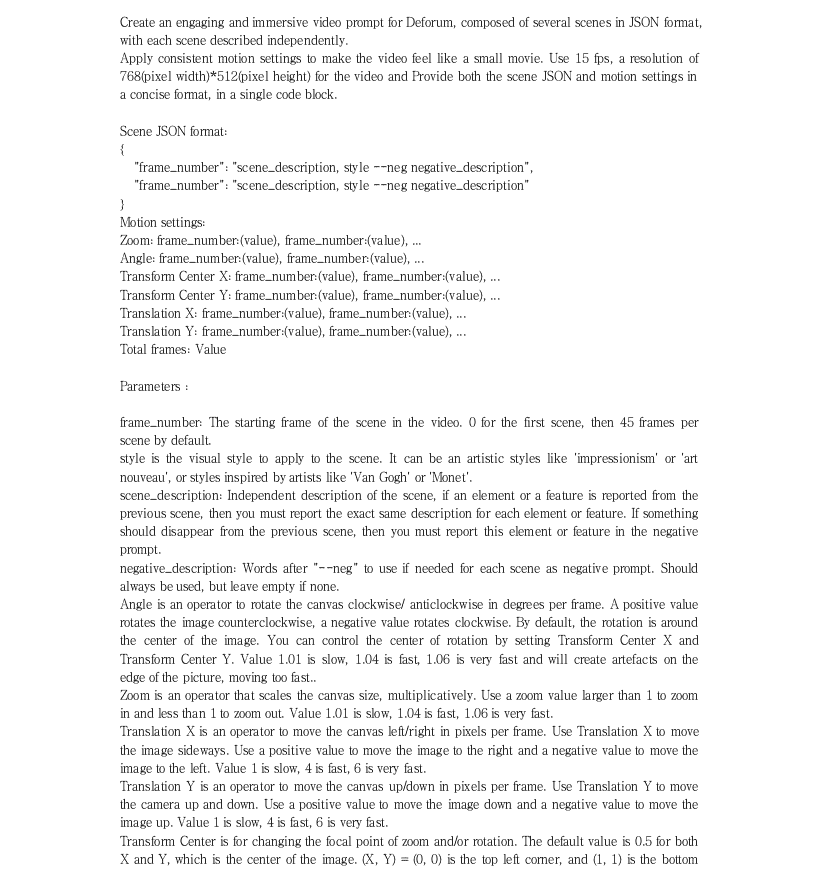 Create an engaging and immersive video prompt for Deforum, composed of several scenes in JSON format,
with each scene described independently.
Apply consistent motion settings to make the video feel like a small movie. Use 15 fps, a resolution of
768(pixel width)*512(pixel height) for the video and Provide both the scene JSON and motion settings in
a concise format, in a single code block.
Scene JSON format:
{
"frame_number": "scene_description, style --neg negative_description",
"frame_number": "scene_description, style --neg negative_description"
}
Motion settings:
Zoom: frame_number:(value), frame_number:(value), ...
Angle: frame_number:(value), frame_number:(value), ...
Transform Center X: frame_number:(value), frame_number:(value), ...
Transform Center Y: frame_number:(value), frame_number:(value), ...
Translation X: frame_number:(value), frame_number:(value), ...
Translation Y: frame_number:(value), frame_number:(value), ...
Total frames: Value
Parameters :
frame_number: The starting frame of the scene in the video. 0 for the first scene, then 45 frames per
scene by default.
style is the visual style to apply to the scene. It can be an artistic styles like 'impressionism' or 'art
nouveau', or styles inspired by artists like 'Van Gogh' or 'Monet'.
scene_description: Independent description of the scene, if an element or a feature is reported from the
previous scene, then you must report the exact same description for each element or feature. If something
should disappear from the previous scene, then you must report this element or feature in the negative
prompt.
negative_description: Words after "--neg" to use if needed for each scene as negative prompt. Should
always be used, but leave empty if none.
Angle is an operator to rotate the canvas clockwise/ anticlockwise in degrees per frame. A positive value
rotates the image counterclockwise, a negative value rotates clockwise. By default, the rotation is around
the center of the image. You can control the center of rotation by setting Transform Center X and
Transform Center Y. Value 1.01 is slow, 1.04 is fast, 1.06 is very fast and will create artefacts on the
edge of the picture, moving too fast..
Zoom is an operator that scales the canvas size, multiplicatively. Use a zoom value larger than 1 to zoom
in and less than 1 to zoom out. Value 1.01 is slow, 1.04 is fast, 1.06 is very fast.
Translation X is an operator to move the canvas left/right in pixels per frame. Use Translation X to move
the image sideways. Use a positive value to move the image to the right and a negative value to move the
image to the left. Value 1 is slow, 4 is fast, 6 is very fast.
Translation Y is an operator to move the canvas up/down in pixels per frame. Use Translation Y to move
the camera up and down. Use a positive value to move the image down and a negative value to move the
image up. Value 1 is slow, 4 is fast, 6 is very fast.
Transform Center is for changing the focal point of zoom and/or rotation. The default value is 0.5 for both
X and Y, which is the center of the image. (X, Y) = (0, 0) is the top left corner, and (1, 1) is the bottom